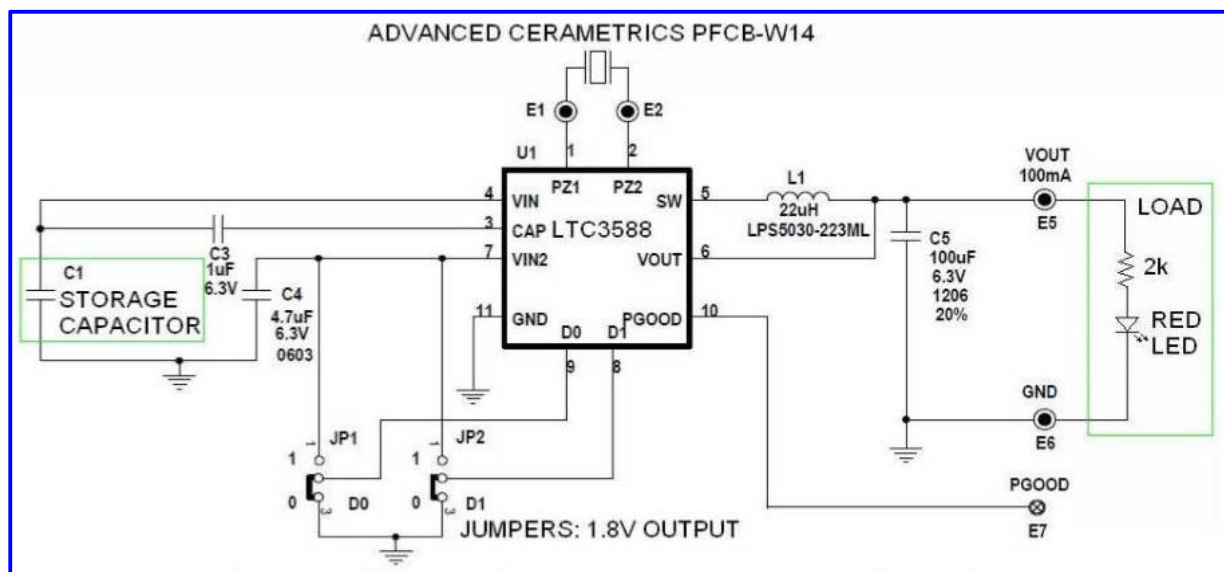 ADVANCED CERAMETRICS PFCB-W14
E1
E2
U1
1
2
PZ1
PZ2
4
VIN
SW
5
L1
22uH
LPS5030-223ML
VOUT
100mA
E5
LOAD
3
CAP
LTC3588
C3
1uF
6.3V
7
VIN2
VOUT
6
C5
100uF
6.3V
1206
20%
2k
C1
STORAGE
CAPACITOR
C4
4.7uF
6.3V
0603
11
GND
D0
D1
PGOOD
10
RED
LED
9
8
GND
E6
JP1
1
1
0
3
D0
JP2
1
1
0
3
D1
PGOOD
E7
JUMPERS: 1.8V OUTPUT